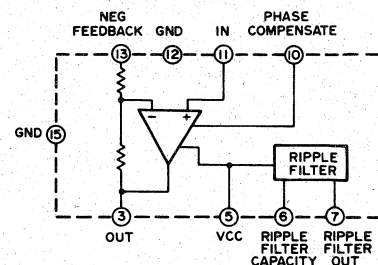 NEG
FEEDBACK
GND
IN
PHASE
COMPENSATE
13
12
11
10
−
+
GND 15
RIPPLE
FILTER
3
5
6
7
OUT
VCC
RIPPLE
FILTER
CAPACITY
RIPPLE
FILTER
OUT